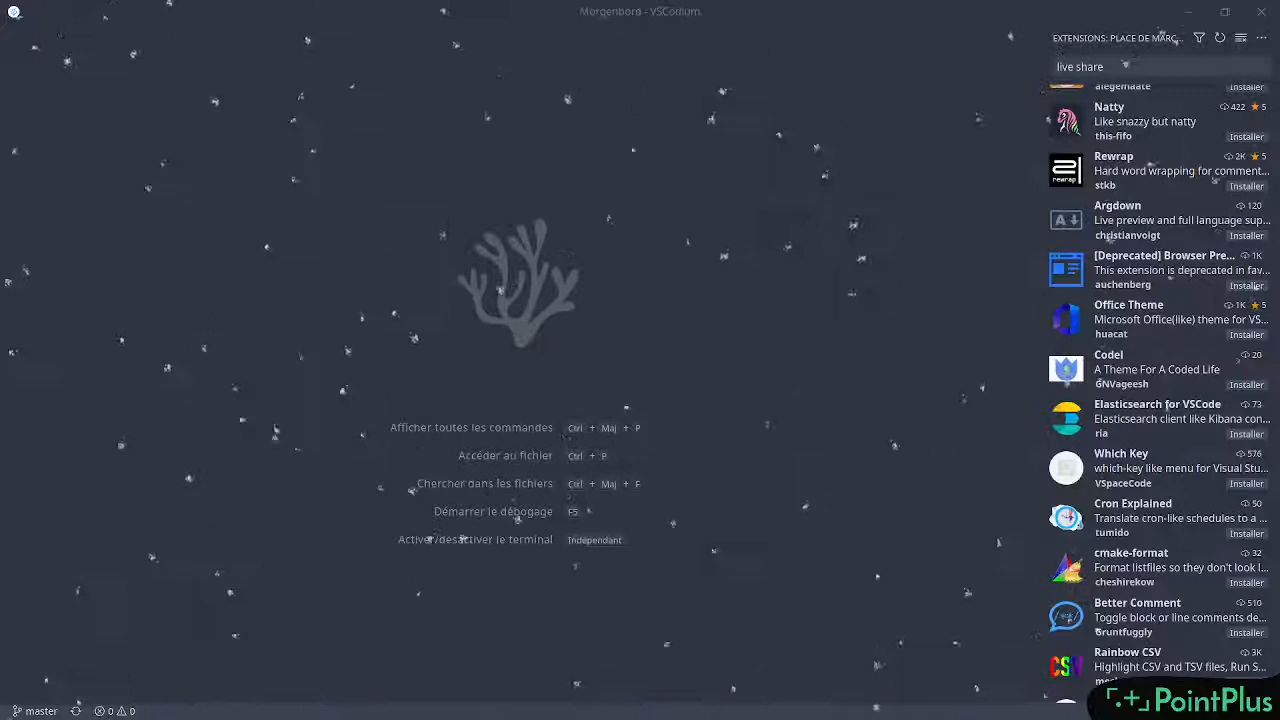 Morgenbord - VSCodium
EXTENSIONS: PLACE DE MARC...
live share
Installer
Natty 422 5
Like snazzy but natty
this-fifo Installer
Rewrap 2K 5
Hard word wrapping for comment...
stkb Installer
Argdown 120
Live preview and full language sup...
christianvoigt Installer
[Deprecated] Browser Pre... 1K
This extension is deprecated in fav...
auchenberg Installer
Office Theme 1K 5
Microsoft Office(like) theme for VS...
huacat Installer
Codel 20
A Theme For A Coded Life
GNVageesh Installer
Elasticsearch for VSCode 73
Elasticsearch client like Kibana con...
ria Installer
Which Key 576
which-key like menu for Visual Stu...
VSpaceCode Installer
Cron Explained 50
Translate cron-like schedules to a ...
tumido Installer
cmake-format 32
Format listfiles so they don't look l...
cheshirekow Installer
Better Comment 510
Toggle block or line comments de...
Gruntfuggly Installer
Rainbow CSV 3K
Highlight CSV and TSV files, Run S...
Afficher toutes les commandes Ctrl + Maj + P
Accéder au fichier Ctrl + P
Chercher dans les fichiers Ctrl + Maj + F
Démarrer le débogage F5
Activer/désactiver le terminal Indépendant
master 0 0
PointPlus